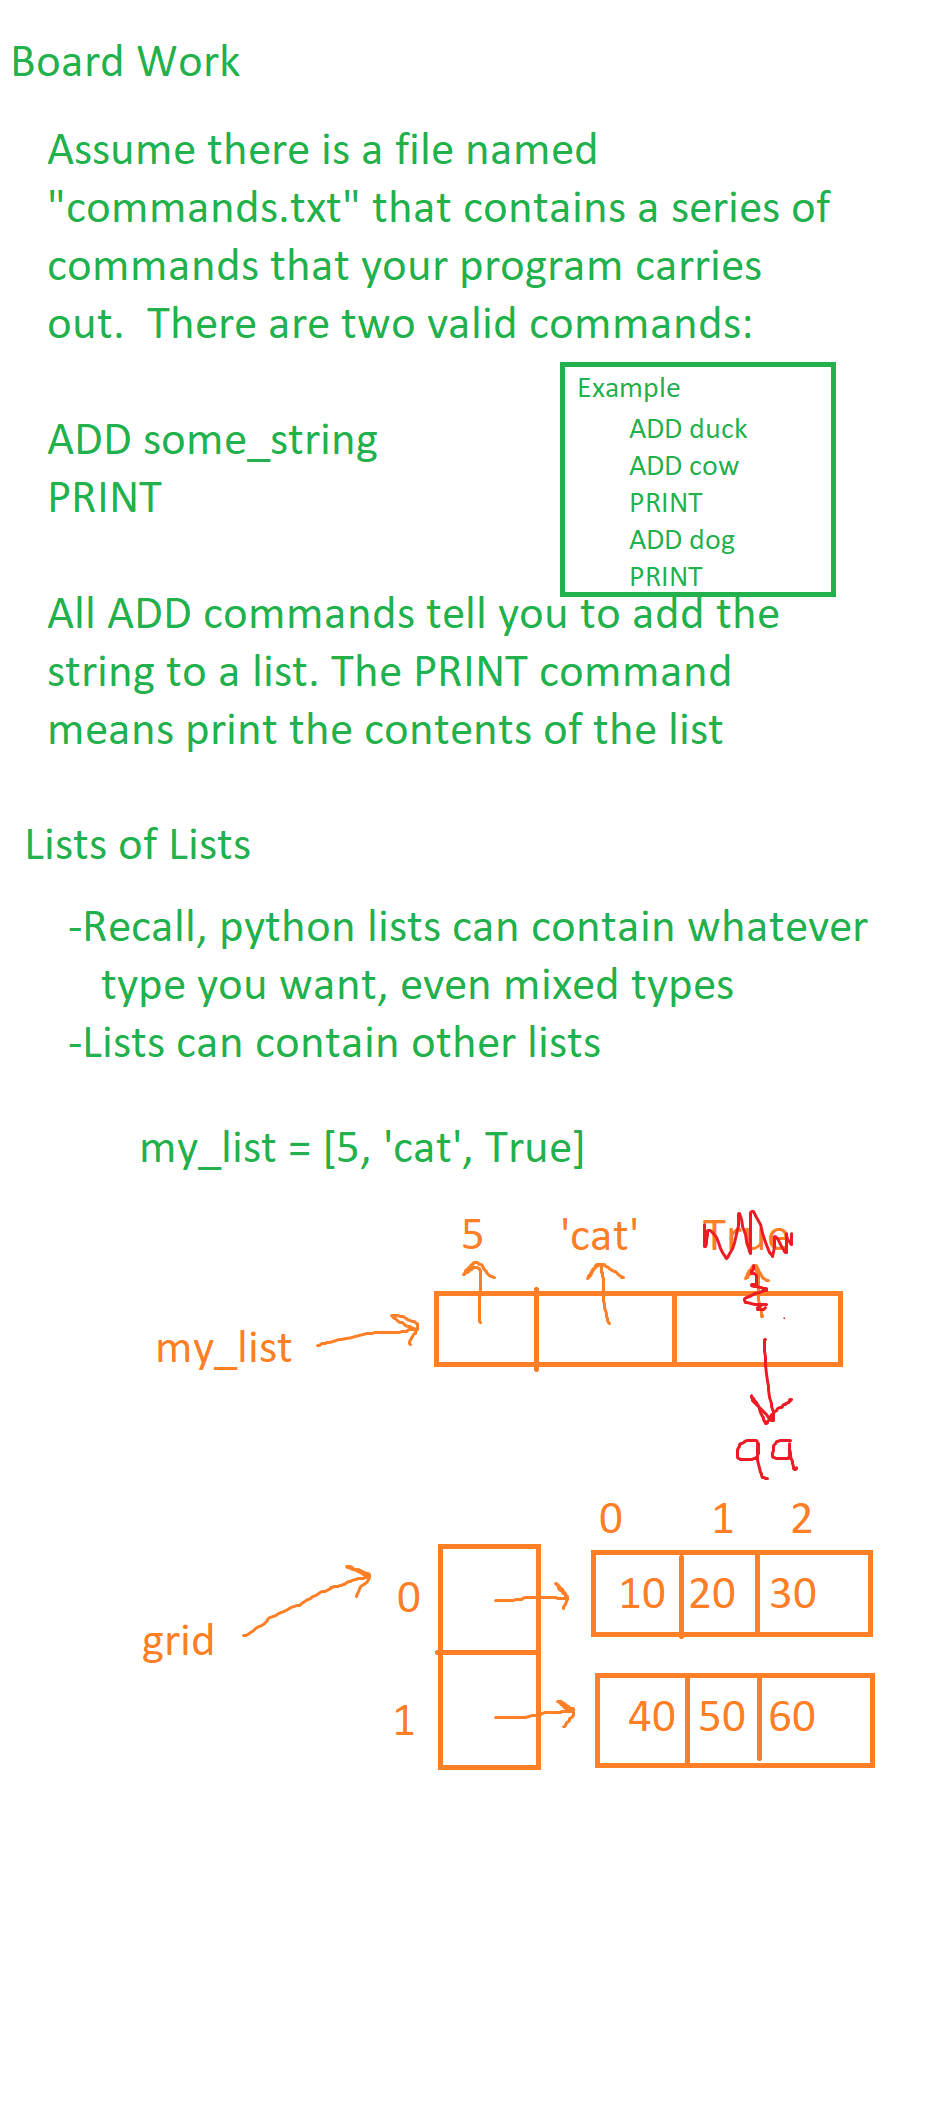 Board Work
Assume there is a file named
"commands.txt" that contains a series of
commands that your program carries
out.  There are two valid commands:
Example
ADD duck
ADD cow
PRINT
ADD dog
PRINT
ADD some_string
PRINT
All ADD commands tell you to add the
string to a list. The PRINT command
means print the contents of the list
Lists of Lists
-Recall, python lists can contain whatever
type you want, even mixed types
-Lists can contain other lists
my_list = [5, 'cat', True]
5 'cat' True
my_list
99
0 1 2
0 10 20 30
grid
1 40 50 60